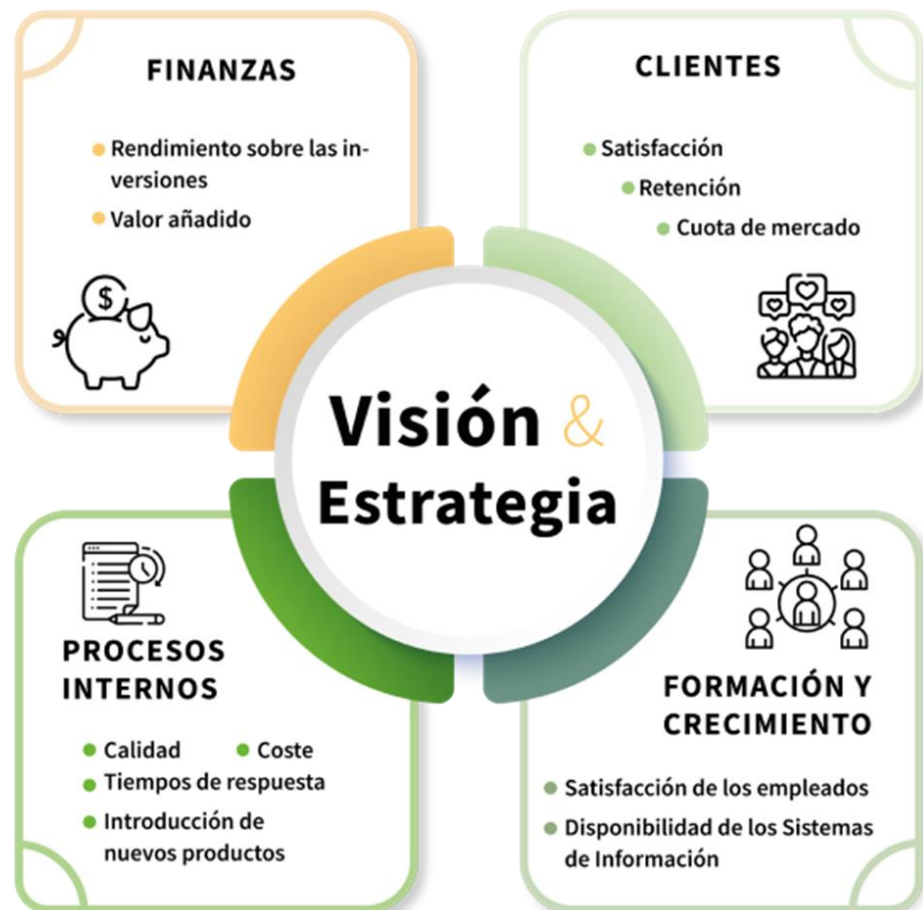 FINANZAS
Rendimiento sobre las in-
versiones
Valor añadido
$
CLIENTES
Satisfacción
Retención
Cuota de mercado
Visión &
Estrategia
PROCESOS
INTERNOS
Calidad
Coste
Tiempos de respuesta
Introducción de
nuevos productos
FORMACIÓN Y
CRECIMIENTO
Satisfacción de los empleados
Disponibilidad de los Sistemas
de Información